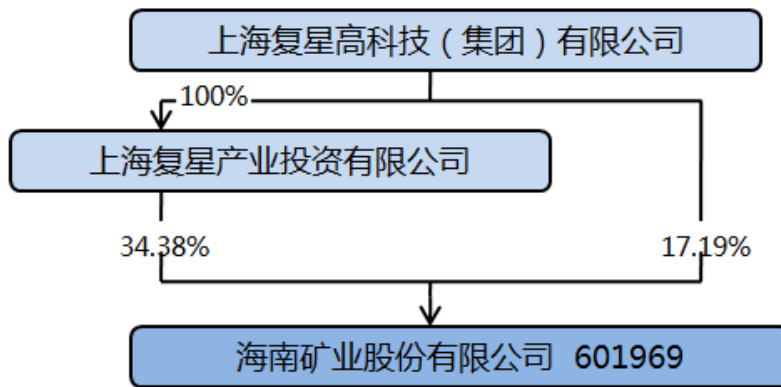 上海复星高科技（集团）有限公司
100%
上海复星产业投资有限公司
34.38%
17.19%
海南矿业股份有限公司 601969